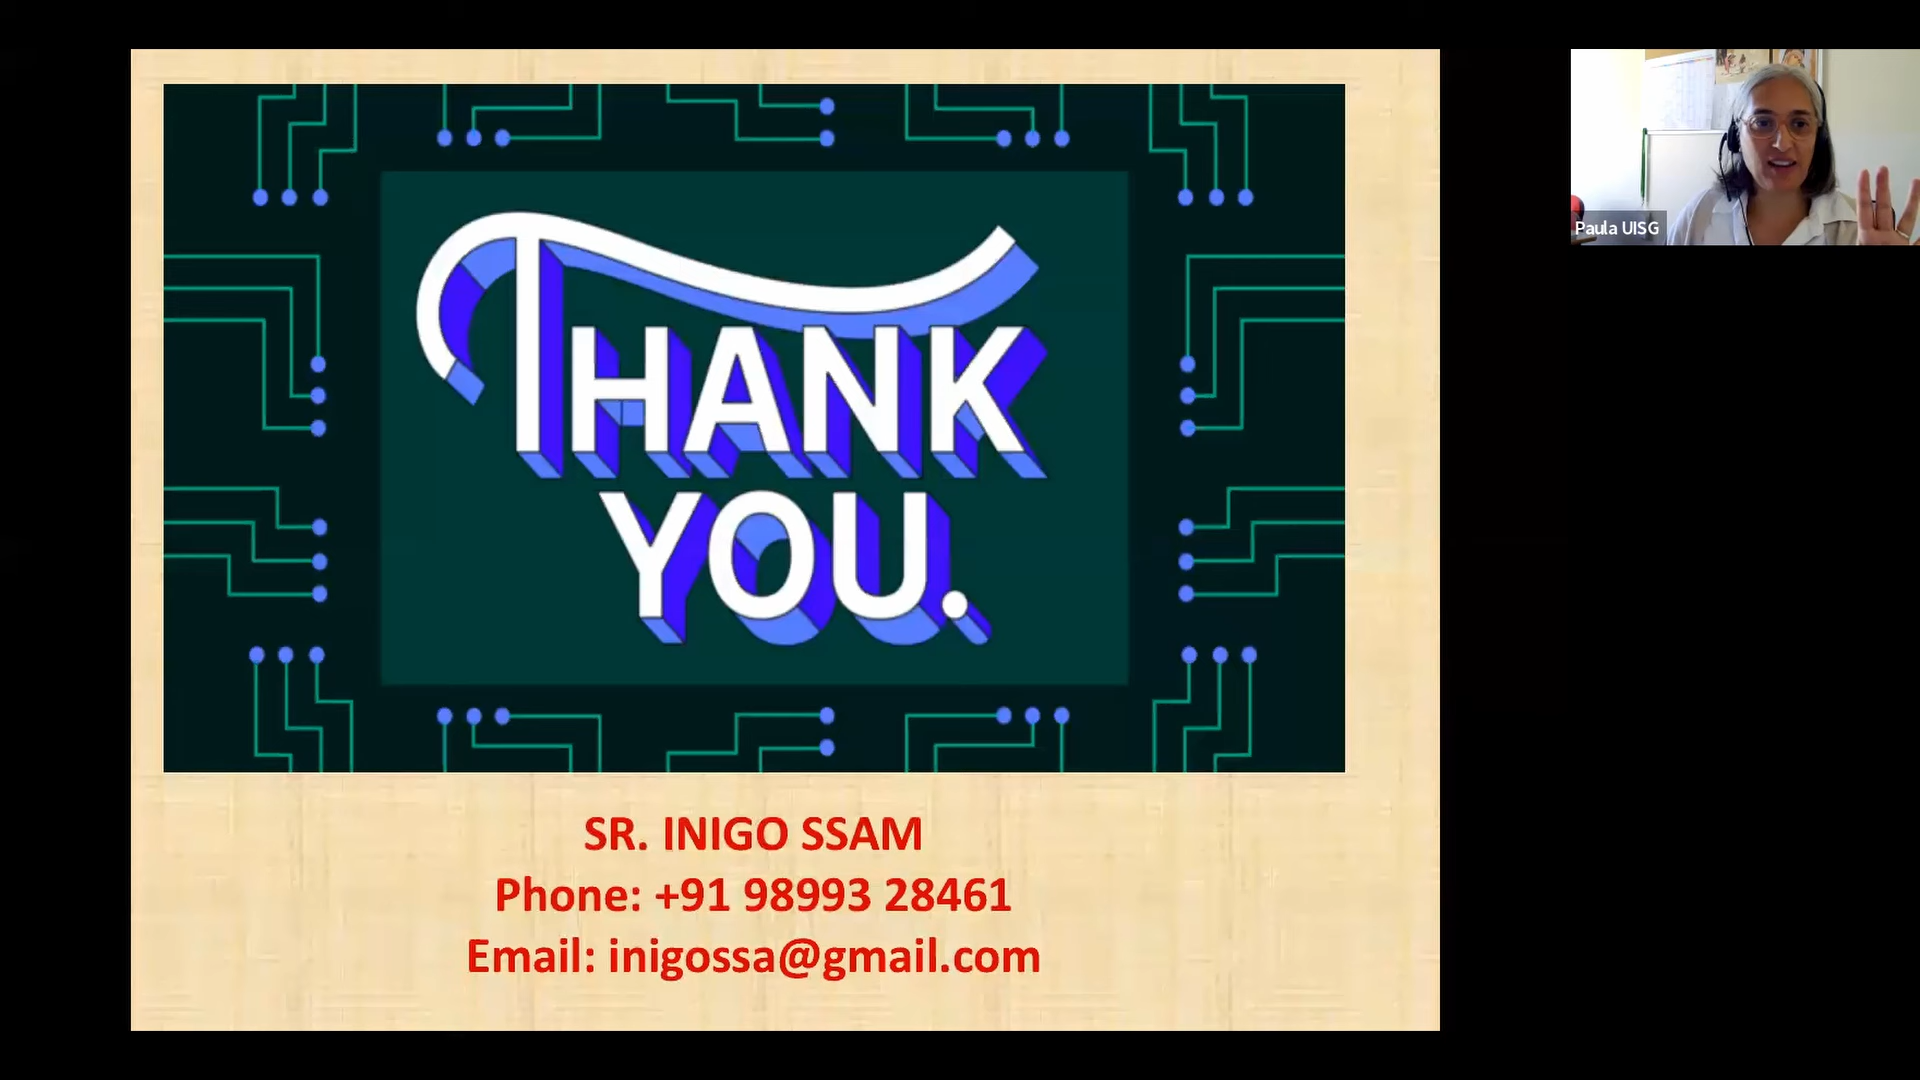 THANK
YOU.
SR. INIGO SSAM
Phone: +91 98993 28461
Email: inigossa@gmail.com
Paula UISG